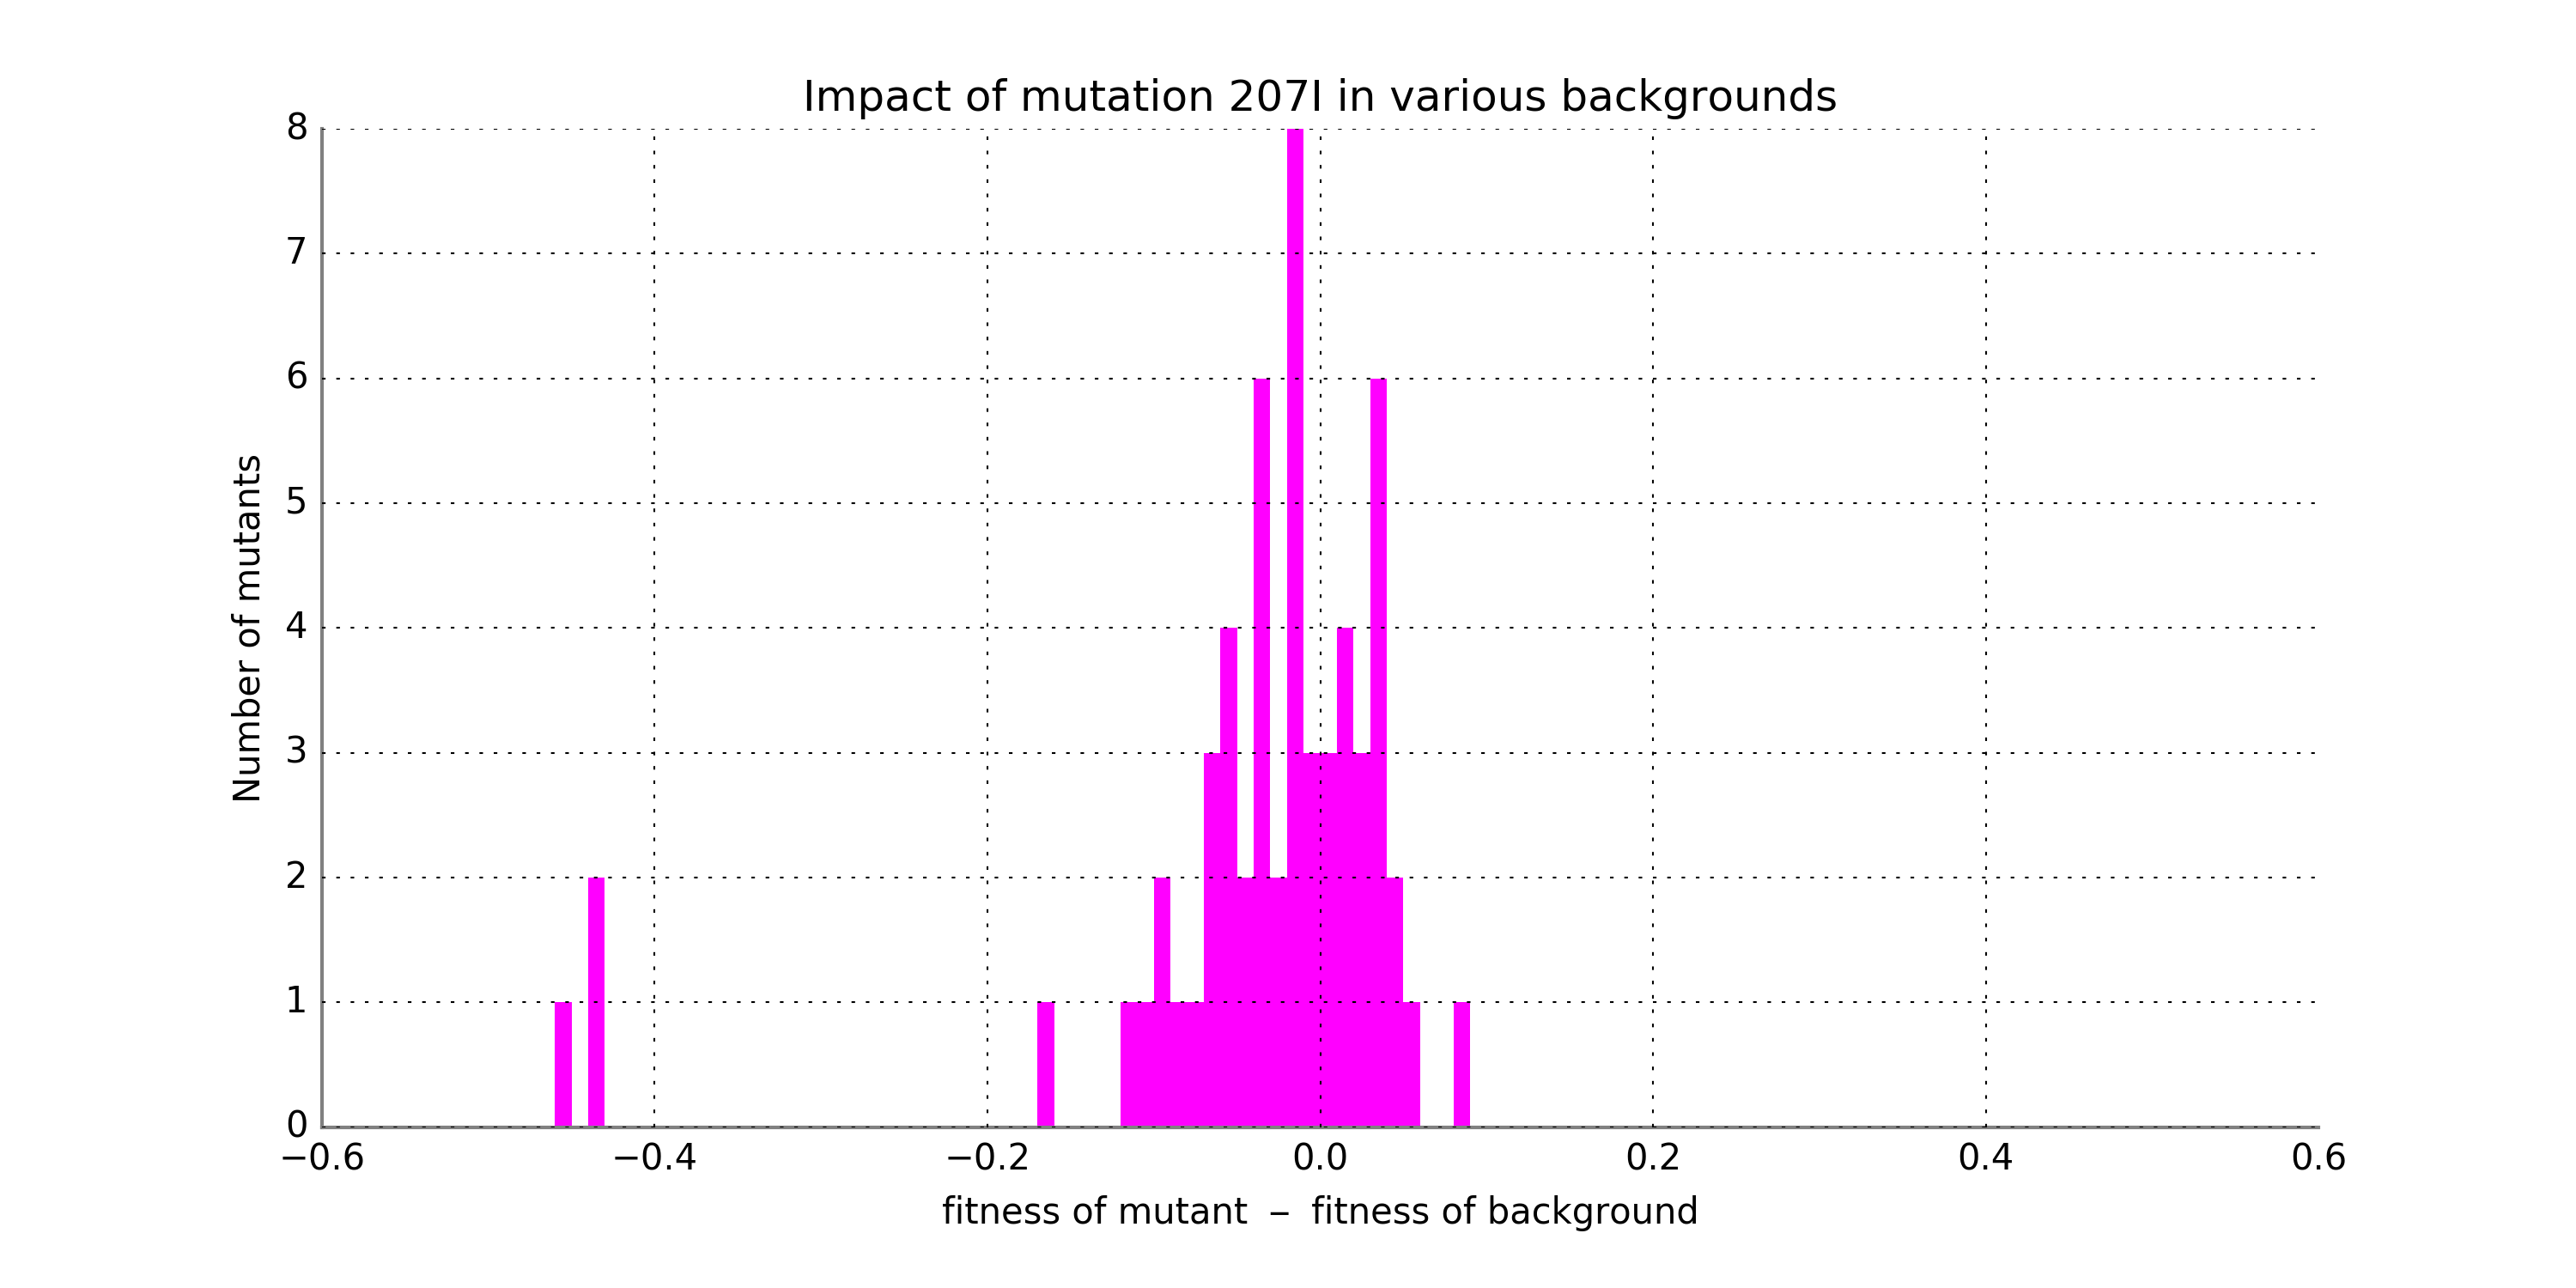 Impact of mutation 207I in various backgrounds
8
7
6
5
4
3
2
1
0
Number of mutants
−0.6 −0.4 −0.2 0.0 0.2 0.4 0.6
fitness of mutant − fitness of background